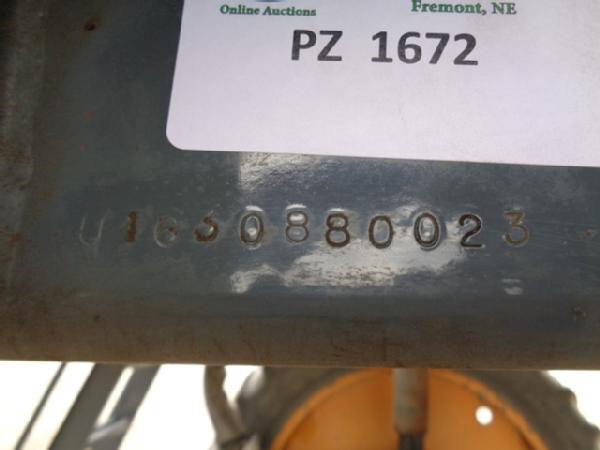 Online Auctions
Fremont, NE
PZ 1672
U1630880023